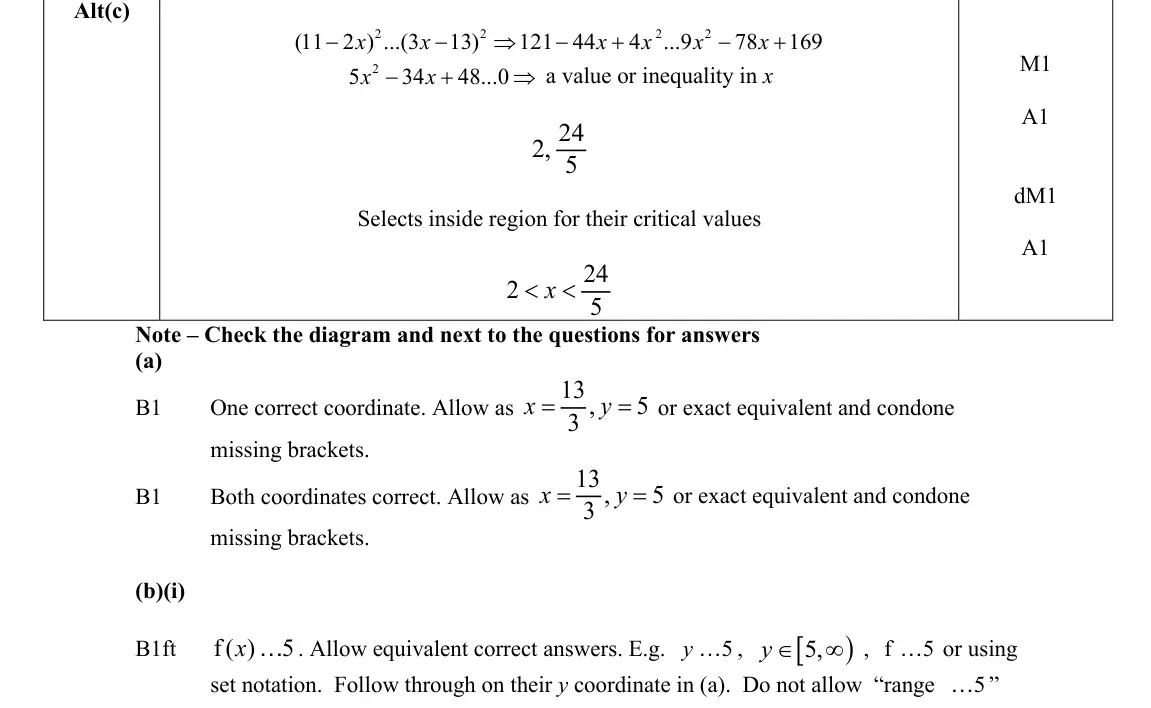 Alt(c)
(11 − 2x)²...(3x − 13)² ⇒ 121 − 44x + 4x²...9x² − 78x + 169
5x² − 34x + 48...0 ⇒ a value or inequality in x
M1
A1
2, 24/5
dM1
Selects inside region for their critical values
A1
2 < x < 24/5
Note – Check the diagram and next to the questions for answers
(a)
B1 One correct coordinate. Allow as x = 13/3, y = 5 or exact equivalent and condone
missing brackets.
B1 Both coordinates correct. Allow as x = 13/3, y = 5 or exact equivalent and condone
missing brackets.
(b)(i)
B1ft f(x)…5. Allow equivalent correct answers. E.g. y…5, y∈[5,∞), f…5 or using
set notation. Follow through on their y coordinate in (a). Do not allow “range …5”